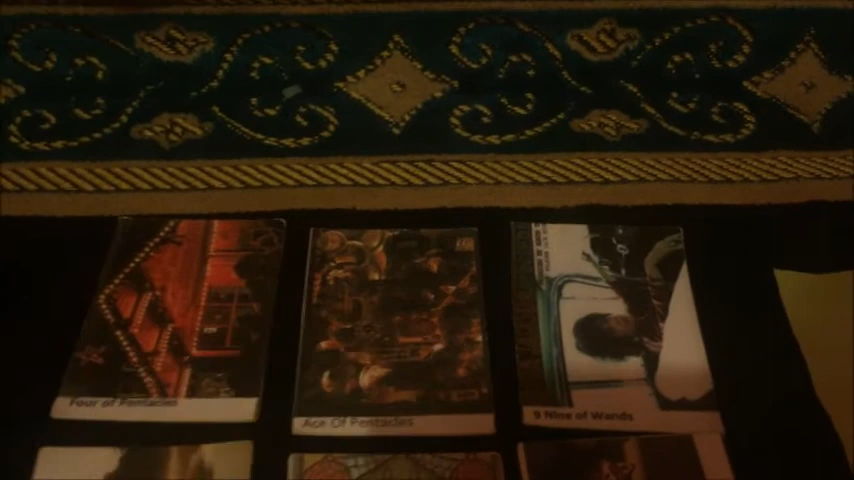 Four of Pentacles
Ace Of Pentacles
9 Nine of Wands